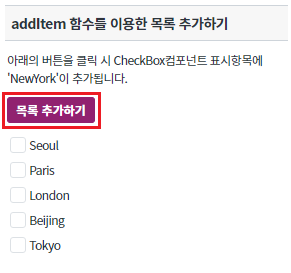 addItem 함수를 이용한 목록 추가하기
아래의 버튼을 클릭 시 CheckBox컴포넌트 표시항목에
'NewYork'이 추가됩니다.
목록 추가하기
Seoul
Paris
London
Beijing
Tokyo